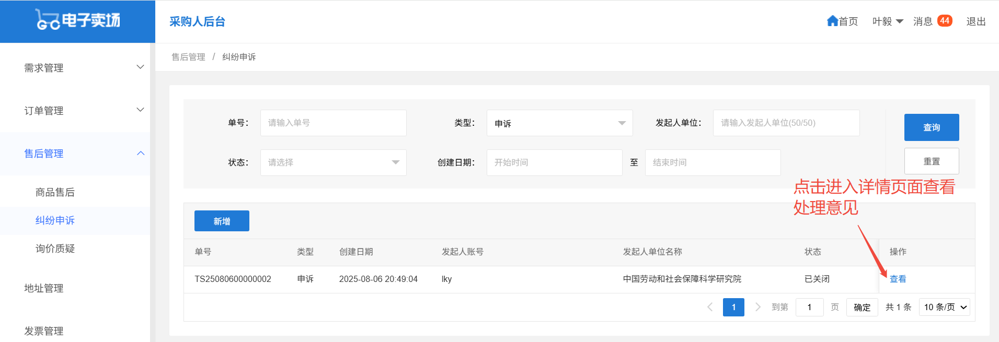 电子卖场
采购人后台
首页 叶毅 消息 44 退出
需求管理
订单管理
售后管理
商品售后
纠纷申诉
询价质疑
地址管理
发票管理
售后管理 / 纠纷申诉
单号： 请输入单号 类型： 申诉 发起人单位： 请输入发起人单位(50/50) 查询
状态： 请选择 创建日期： 开始时间 至 结束时间 重置
点击进入详情页面查看
处理意见
新增
单号 类型 创建日期 发起人账号 发起人单位名称 状态 操作
TS25080600000002 申诉 2025-08-06 20:49:04 lky 中国劳动和社会保障科学研究院 已关闭 查看
1 到第 1 页 确定 共 1 条 10 条/页